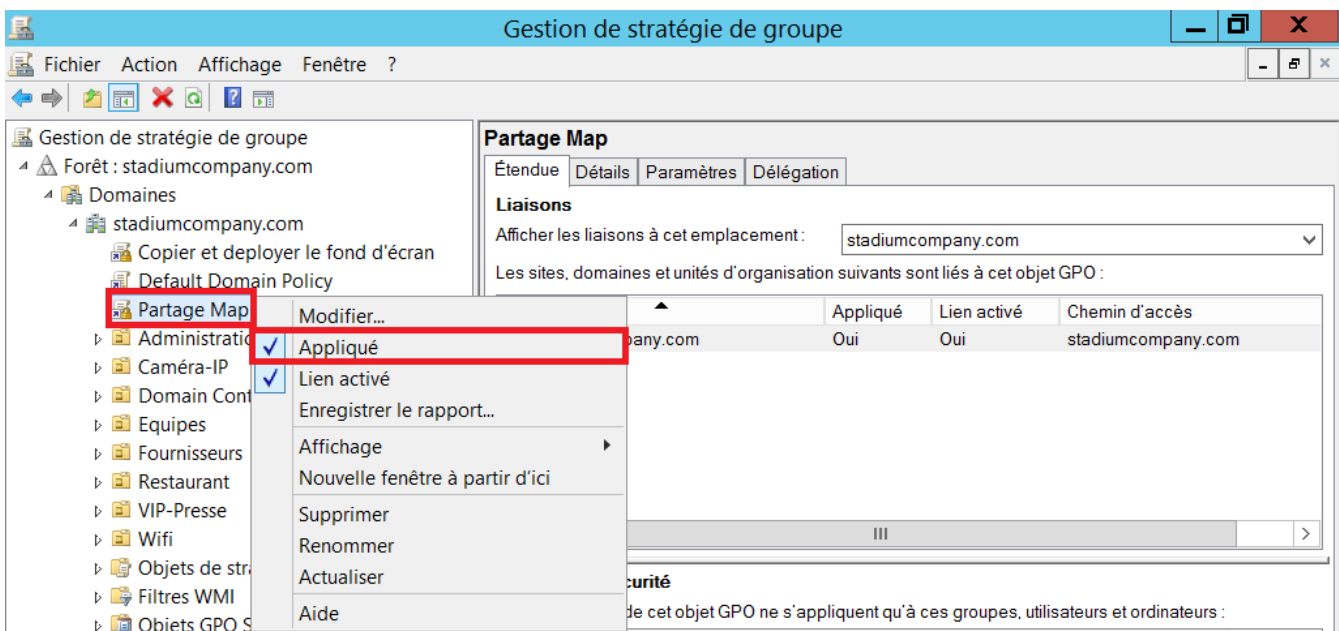 Gestion de stratégie de groupe
Fichier Action Affichage Fenêtre ?
Gestion de stratégie de groupe
Forêt : stadiumcompany.com
Domaines
stadiumcompany.com
Copier et deployer le fond d'écran
Default Domain Policy
Partage Map
Administratio
Caméra-IP
Domain Cont
Equipes
Fournisseurs
Restaurant
VIP-Presse
Wifi
Objets de stra
Filtres WMI
Objets GPO S
Modifier...
Appliqué
Lien activé
Enregistrer le rapport...
Affichage
Nouvelle fenêtre à partir d'ici
Supprimer
Renommer
Actualiser
Aide
Partage Map
Étendue Détails Paramètres Délégation
Liaisons
Afficher les liaisons à cet emplacement : stadiumcompany.com
Les sites, domaines et unités d'organisation suivants sont liés à cet objet GPO :
Appliqué Lien activé Chemin d'accès
pany.com Oui Oui stadiumcompany.com
curité
de cet objet GPO ne s'appliquent qu'à ces groupes, utilisateurs et ordinateurs :